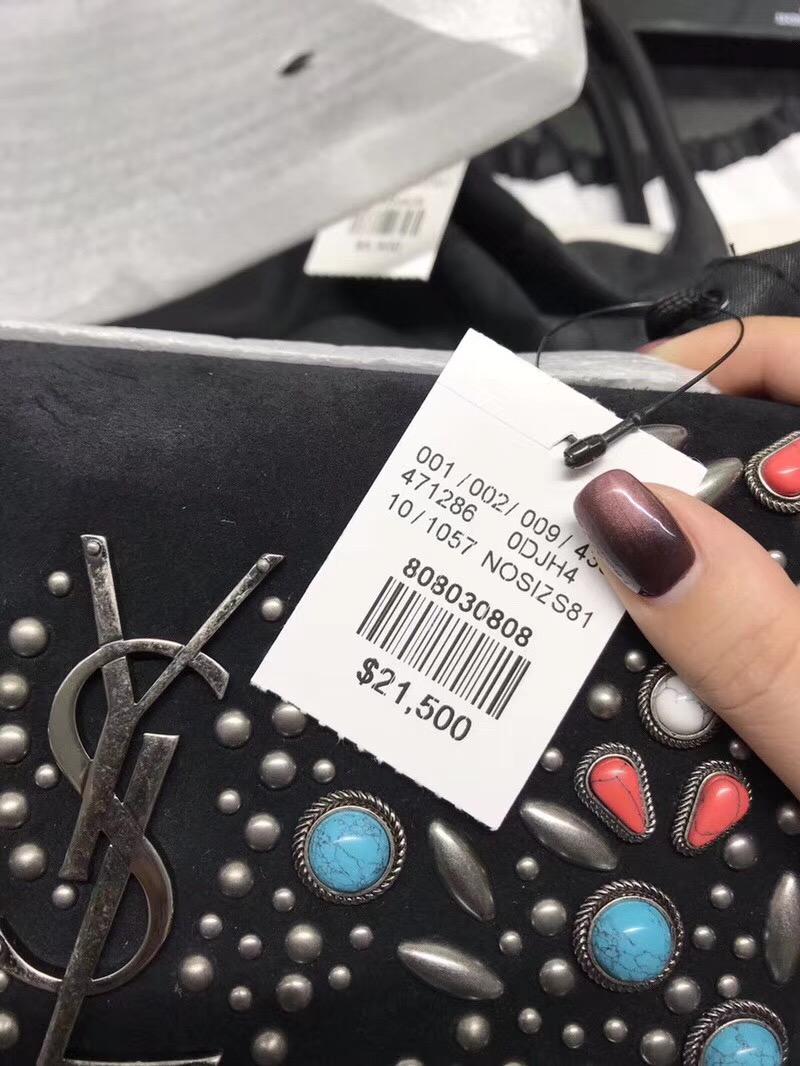 001/002/009/43
471286 0DJH4
10/1057 NOSIZS81
808030808
$21,500
YSL